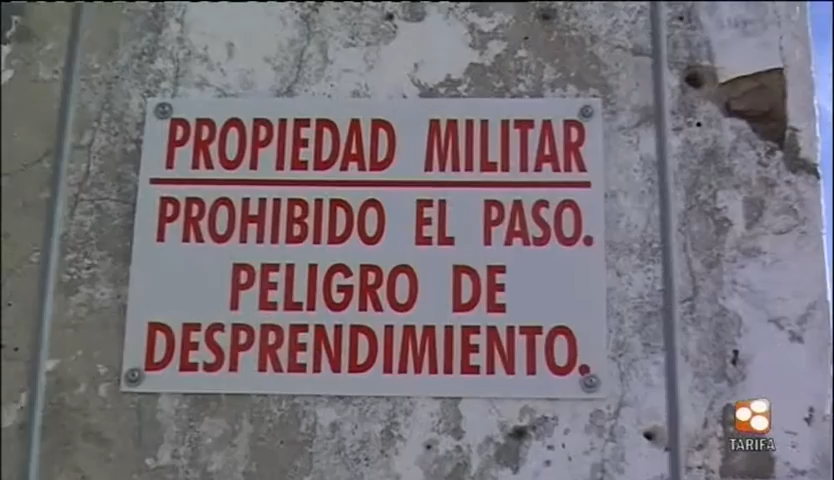 PROPIEDAD MILITAR
PROHIBIDO EL PASO.
PELIGRO DE
DESPRENDIMIENTO.
TARIFA